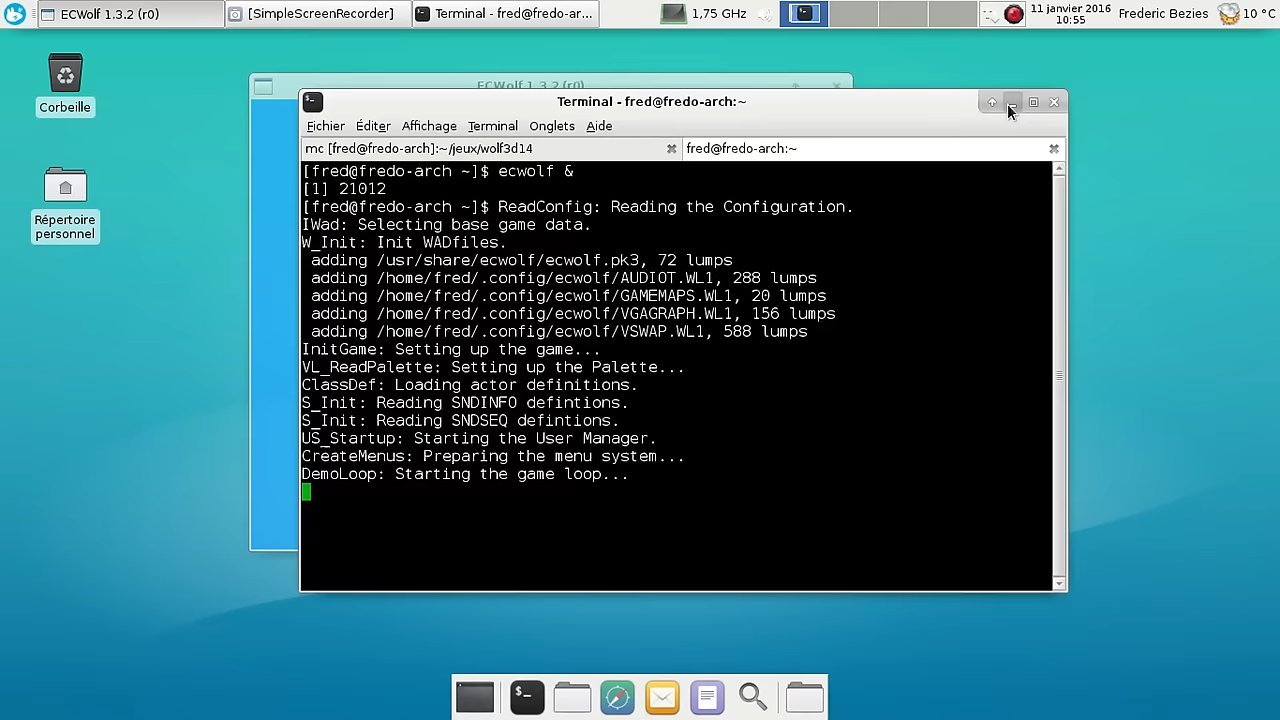 ECWolf 1.3.2 (r0)
[SimpleScreenRecorder]
Terminal - fred@fredo-ar...
1,75GHz
11 janvier 2016
10:55
Frederic Bezies
10 °C
Corbeille
Répertoire
personnel
ECWolf 1.3.2 (r0)
Terminal - fred@fredo-arch:~
Fichier Éditer Affichage Terminal Onglets Aide
mc [fred@fredo-arch]:~/jeux/wolf3d14
fred@fredo-arch:~
[fred@fredo-arch ~]$ ecwolf &
[1] 21012
[fred@fredo-arch ~]$ ReadConfig: Reading the Configuration.
IWad: Selecting base game data.
W_Init: Init WADfiles.
adding /usr/share/ecwolf/ecwolf.pk3, 72 lumps
adding /home/fred/.config/ecwolf/AUDIOT.WL1, 288 lumps
adding /home/fred/.config/ecwolf/GAMEMAPS.WL1, 20 lumps
adding /home/fred/.config/ecwolf/VGAGRAPH.WL1, 156 lumps
adding /home/fred/.config/ecwolf/VSWAP.WL1, 588 lumps
InitGame: Setting up the game...
VL_ReadPalette: Setting up the Palette...
ClassDef: Loading actor definitions.
S_Init: Reading SNDINFO defintions.
S_Init: Reading SNDSEQ defintions.
US_Startup: Starting the User Manager.
CreateMenus: Preparing the menu system...
DemoLoop: Starting the game loop...
$-